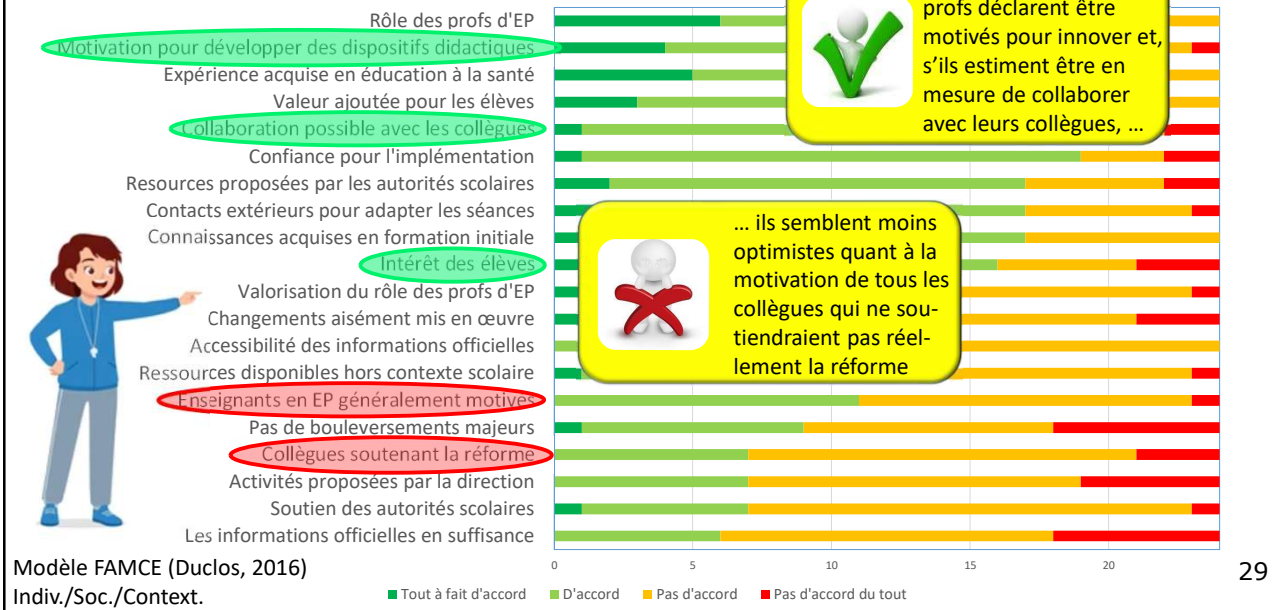 Rôle des profs d'EP
Motivation pour développer des dispositifs didactiques
Expérience acquise en éducation à la santé
Valeur ajoutée pour les élèves
Collaboration possible avec les collègues
Confiance pour l'implémentation
Resources proposées par les autorités scolaires
Contacts extérieurs pour adapter les séances
Connaissances acquises en formation initiale
Intérêt des élèves
Valorisation du rôle des profs d'EP
Changements aisément mis en œuvre
Accessibilité des informations officielles
Ressources disponibles hors contexte scolaire
Enseignants en EP généralement motivés
Pas de bouleversements majeurs
Collègues soutenant la réforme
Activités proposées par la direction
Soutien des autorités scolaires
Les informations officielles en suffisance
profs déclarent être
motivés pour innover et,
s'ils estiment être en
mesure de collaborer
avec leurs collègues, …
… ils semblent moins
optimistes quant à la
motivation de tous les
collègues qui ne sou-
tiendraient pas réel-
lement la réforme
0 5 10 15 20
Tout à fait d'accord D'accord Pas d'accord Pas d'accord du tout
Modèle FAMCE (Duclos, 2016)
Indiv./Soc./Context.
29